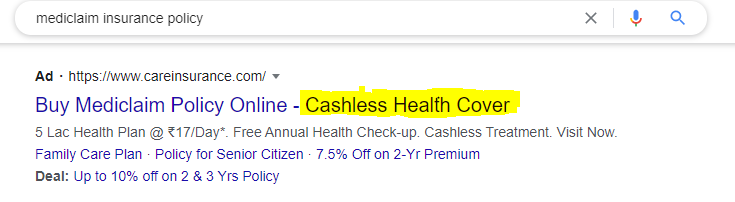 mediclaim insurance policy
Ad · https://www.careinsurance.com/
Buy Mediclaim Policy Online - Cashless Health Cover
5 Lac Health Plan @ ₹17/Day*. Free Annual Health Check-up. Cashless Treatment. Visit Now.
Family Care Plan · Policy for Senior Citizen · 7.5% Off on 2-Yr Premium
Deal: Up to 10% off on 2 & 3 Yrs Policy